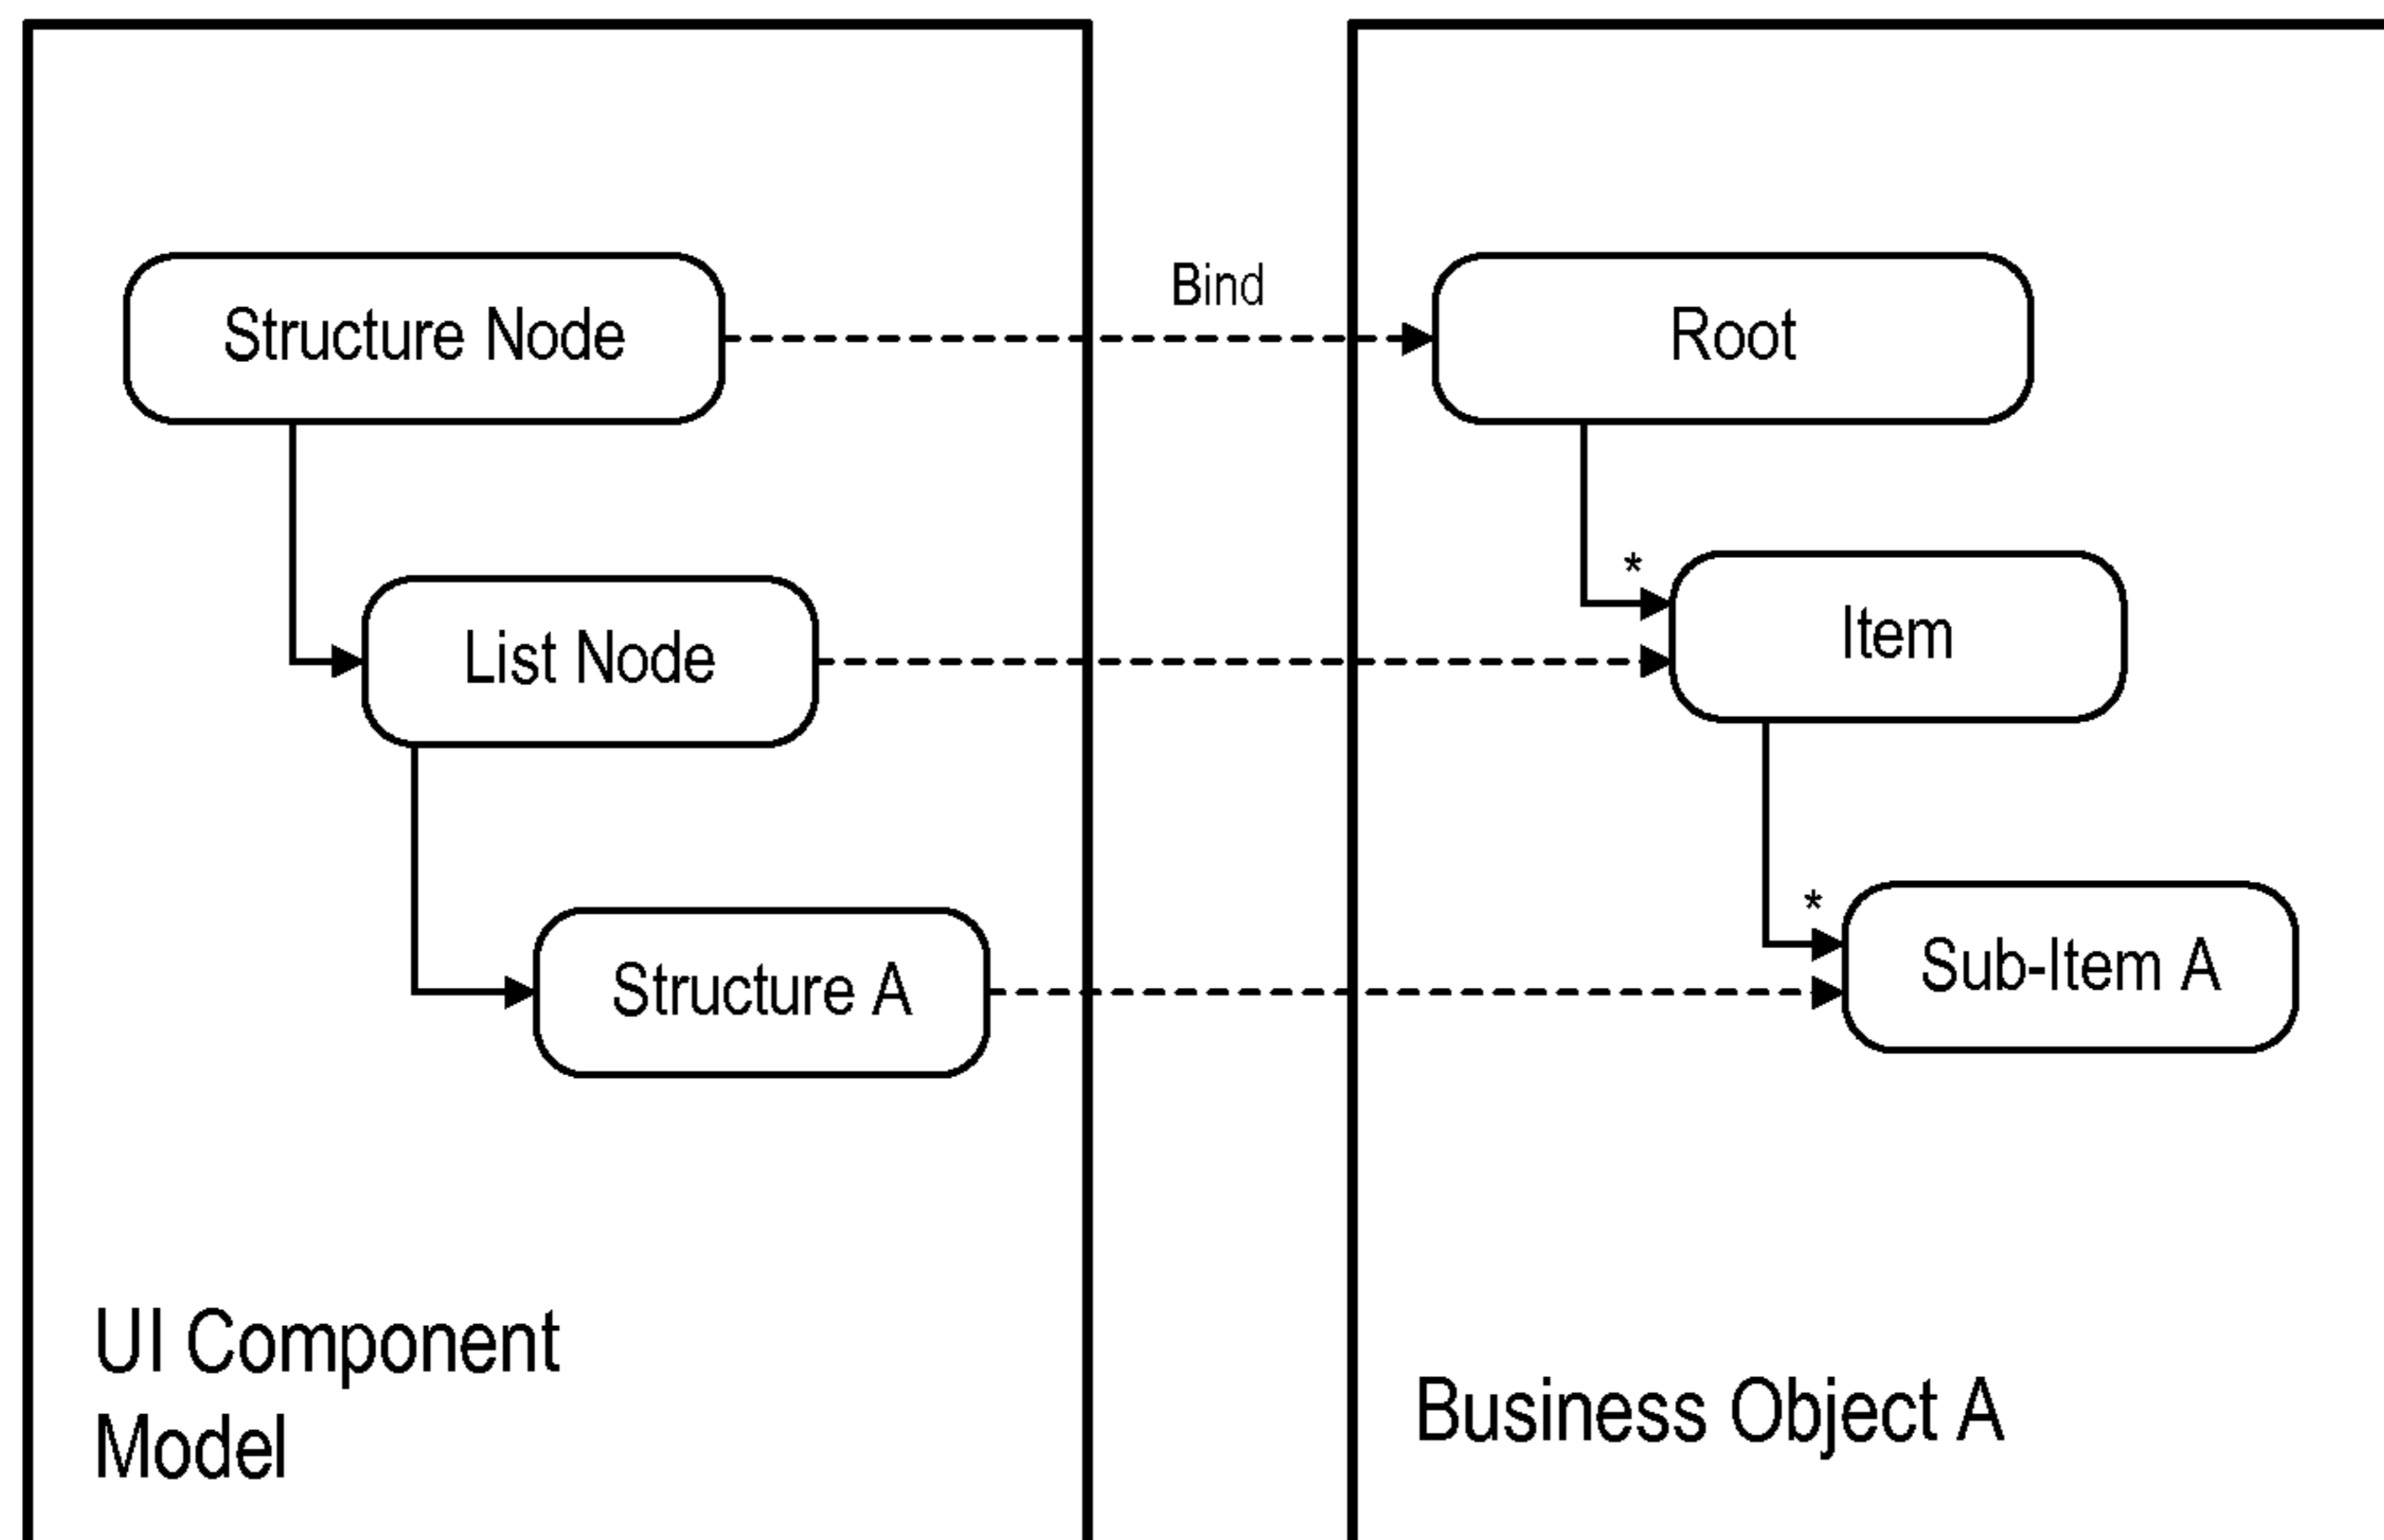 Structure Node
Bind
Root
*
Item
List Node
*
Sub-Item A
Structure A
UI Component
Model
Business Object A